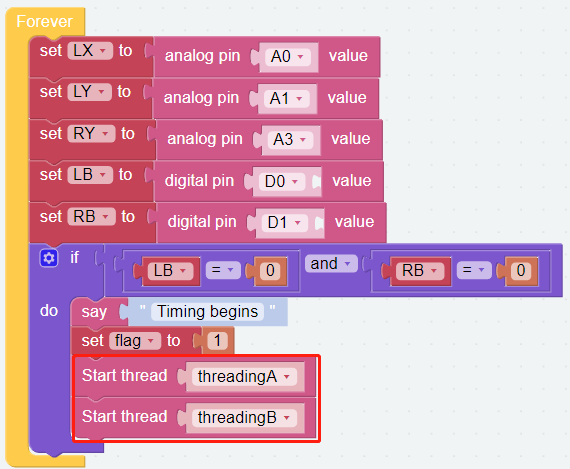 Forever
set LX to analog pin A0 value
set LY to analog pin A1 value
set RY to analog pin A3 value
set LB to digital pin D0 value
set RB to digital pin D1 value
if LB = 0 and RB = 0
do say " Timing begins "
set flag to 1
Start thread threadingA
Start thread threadingB